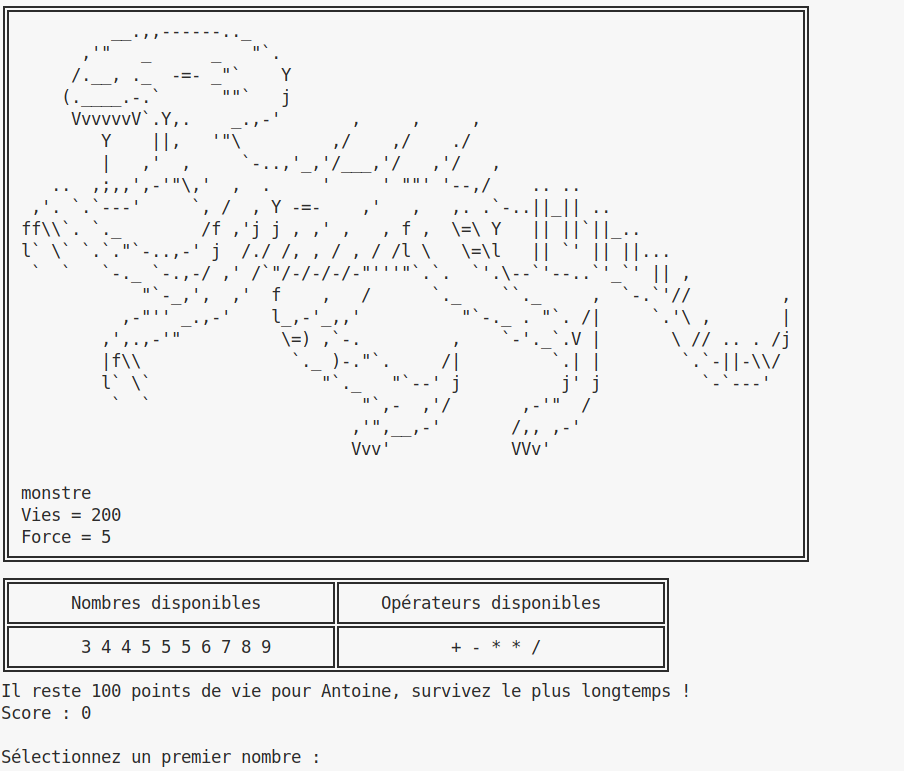 monstre
Vies = 200
Force = 5
Nombres disponibles
Opérateurs disponibles
3 4 4 5 5 5 6 7 8 9
+ - * * /
Il reste 100 points de vie pour Antoine, survivez le plus longtemps !
Score : 0
Sélectionnez un premier nombre :